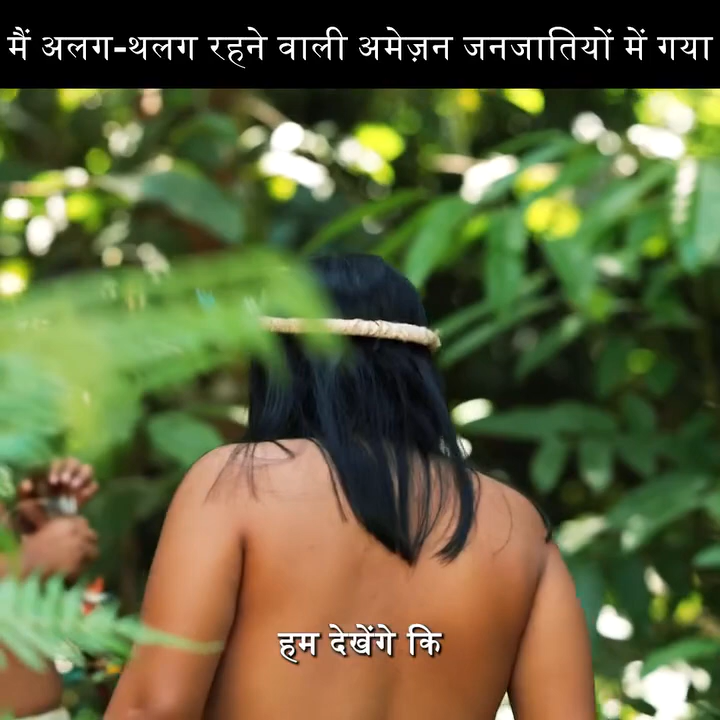 मैं अलग-थलग रहने वाली अमेज़न जनजातियों में गया
हम देखेंगे कि